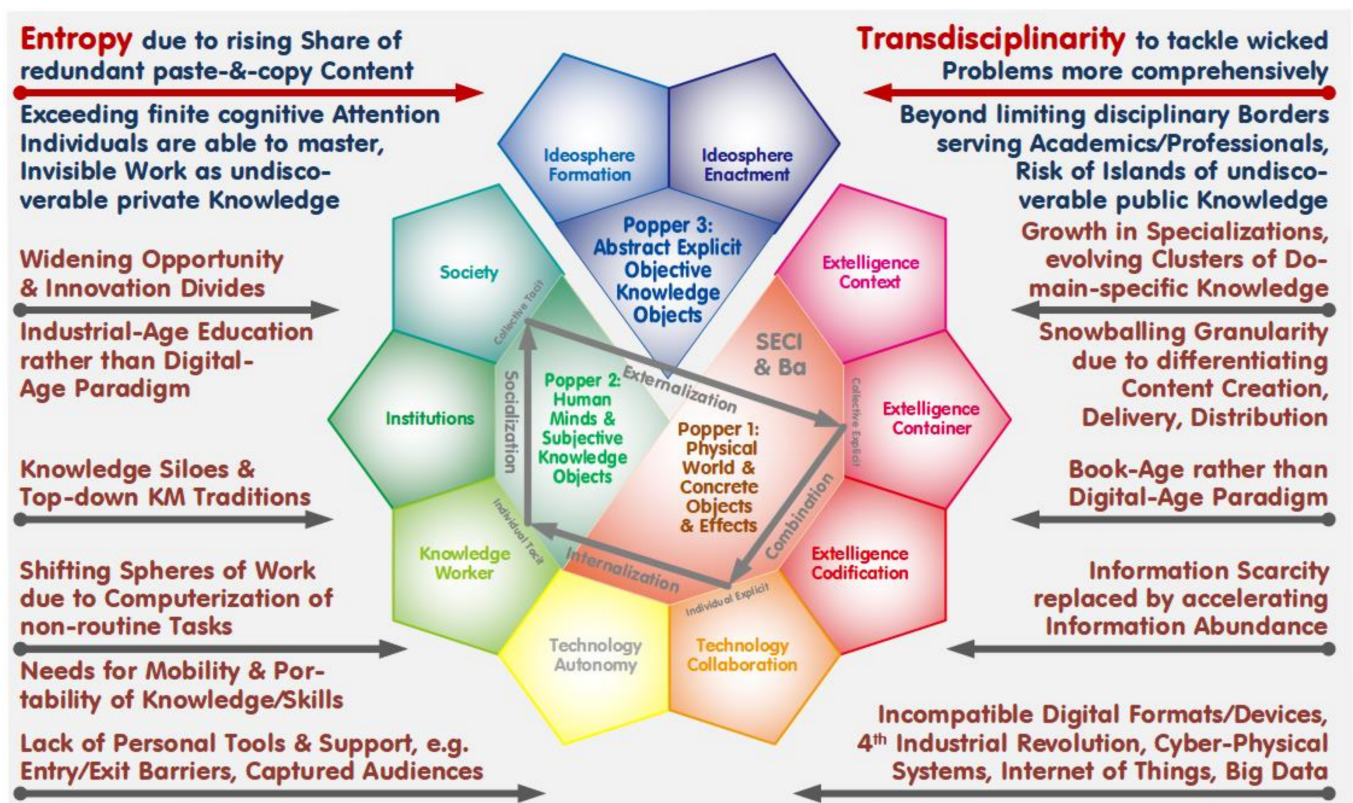 Entropy due to rising Share of
redundant paste-&-copy Content
Exceeding finite cognitive Attention
Individuals are able to master,
Invisible Work as undisco-
verable private Knowledge
Widening Opportunity
& Innovation Divides
Industrial-Age Education
rather than Digital-
Age Paradigm
Knowledge Siloes &
Top-down KM Traditions
Shifting Spheres of Work
due to Computerization of
non-routine Tasks
Needs for Mobility & Por-
tability of Knowledge/Skills
Lack of Personal Tools & Support, e.g.
Entry/Exit Barriers, Captured Audiences
Ideosphere
Formation
Ideosphere
Enactment
Popper 3:
Abstract Explicit
Objective
Knowledge
Objects
Society
Institutions
Knowledge
Worker
Technology
Autonomy
Technology
Collaboration
Extelligence
Codification
Extelligence
Container
Extelligence
Context
Collective Tacit
Socialization
Individual Tacit
Popper 2:
Human
Minds &
Subjective
Knowledge
Objects
Externalization
SECI
& Ba
Popper 1:
Physical
World &
Concrete
Objects
& Effects
Collective Explicit
Combination
Internalization
Individual Explicit
Transdisciplinarity to tackle wicked
Problems more comprehensively
Beyond limiting disciplinary Borders
serving Academics/Professionals,
Risk of Islands of undisco-
verable public Knowledge
Growth in Specializations,
evolving Clusters of Do-
main-specific Knowledge
Snowballing Granularity
due to differentiating
Content Creation,
Delivery, Distribution
Book-Age rather than
Digital-Age Paradigm
Information Scarcity
replaced by accelerating
Information Abundance
Incompatible Digital Formats/Devices,
4th Industrial Revolution, Cyber-Physical
Systems, Internet of Things, Big Data